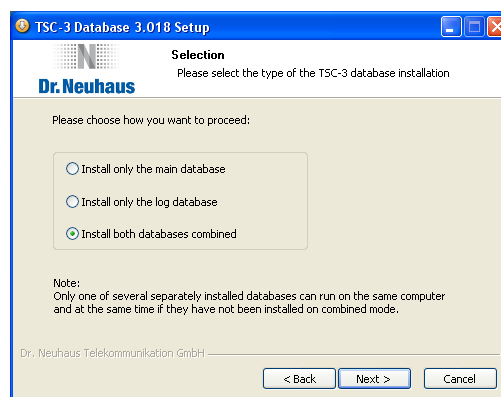 TSC-3 Database 3.018 Setup
N
Dr. Neuhaus
Selection
Please select the type of the TSC-3 database installation
Please choose how you want to proceed:
Install only the main database
Install only the log database
Install both databases combined
Note:
Only one of several separately installed databases can run on the same computer
and at the same time if they have not been installed on combined mode.
Dr. Neuhaus Telekommunikation GmbH
< Back
Next >
Cancel